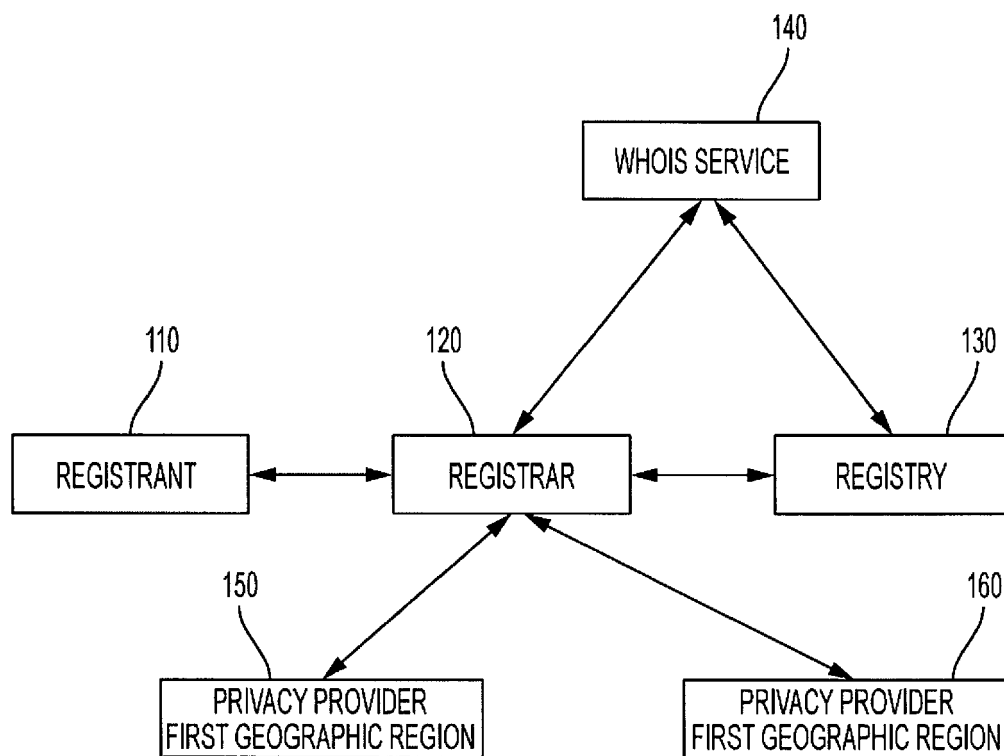 140
WHOIS SERVICE
110
120
130
REGISTRANT
REGISTRAR
REGISTRY
150
160
PRIVACY PROVIDER
FIRST GEOGRAPHIC REGION
PRIVACY PROVIDER
FIRST GEOGRAPHIC REGION